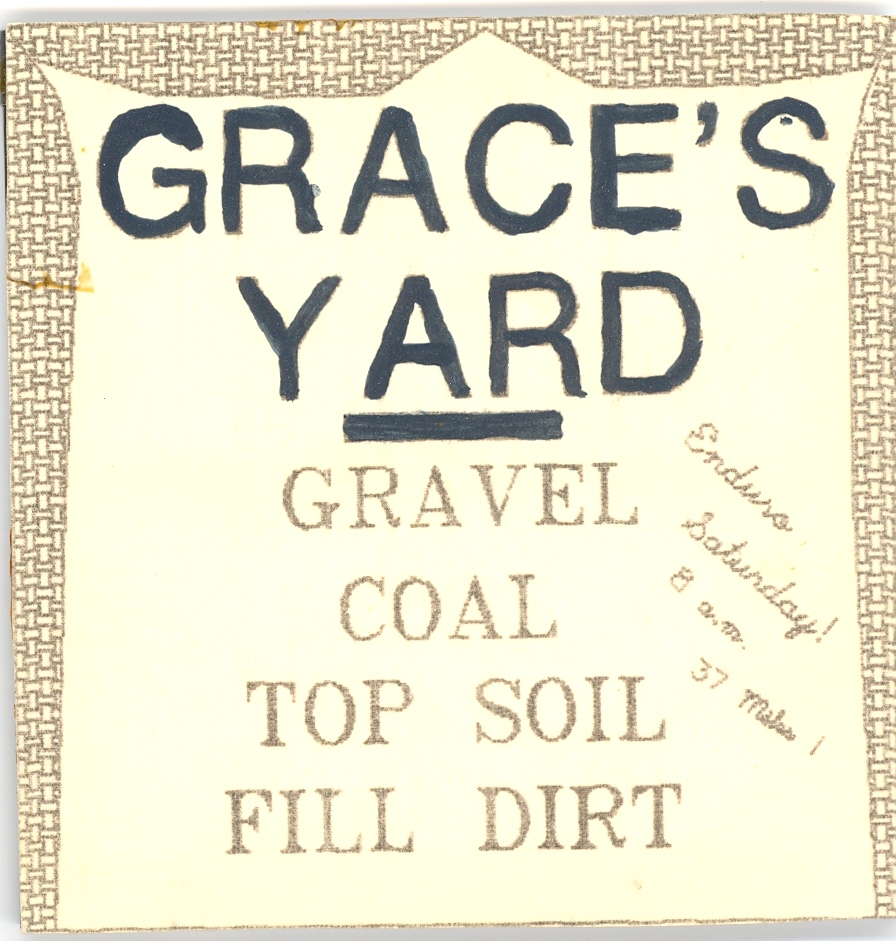 GRACE'S
YARD
GRAVEL
COAL
TOP SOIL
FILL DIRT
Enduro
Saturday!
8 a.m.
37 Miles!